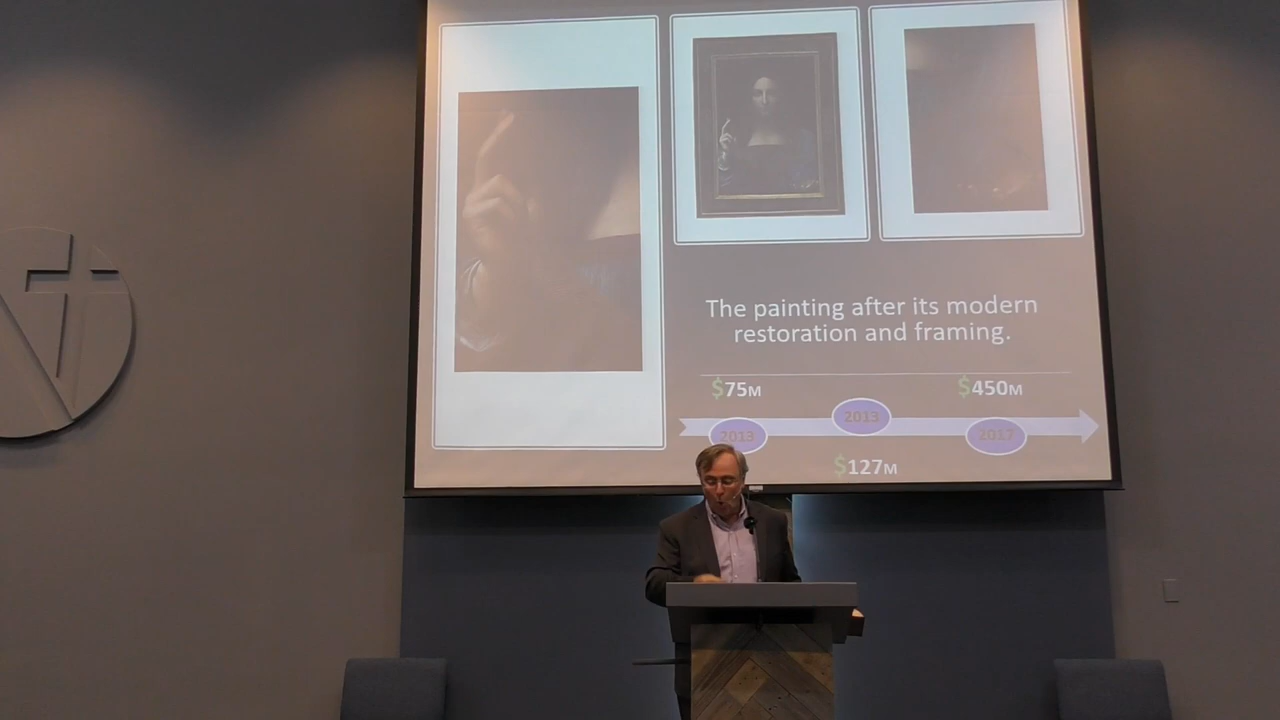 The painting after its modern
restoration and framing.
$75M
$450M
2013
2013
2017
$127M